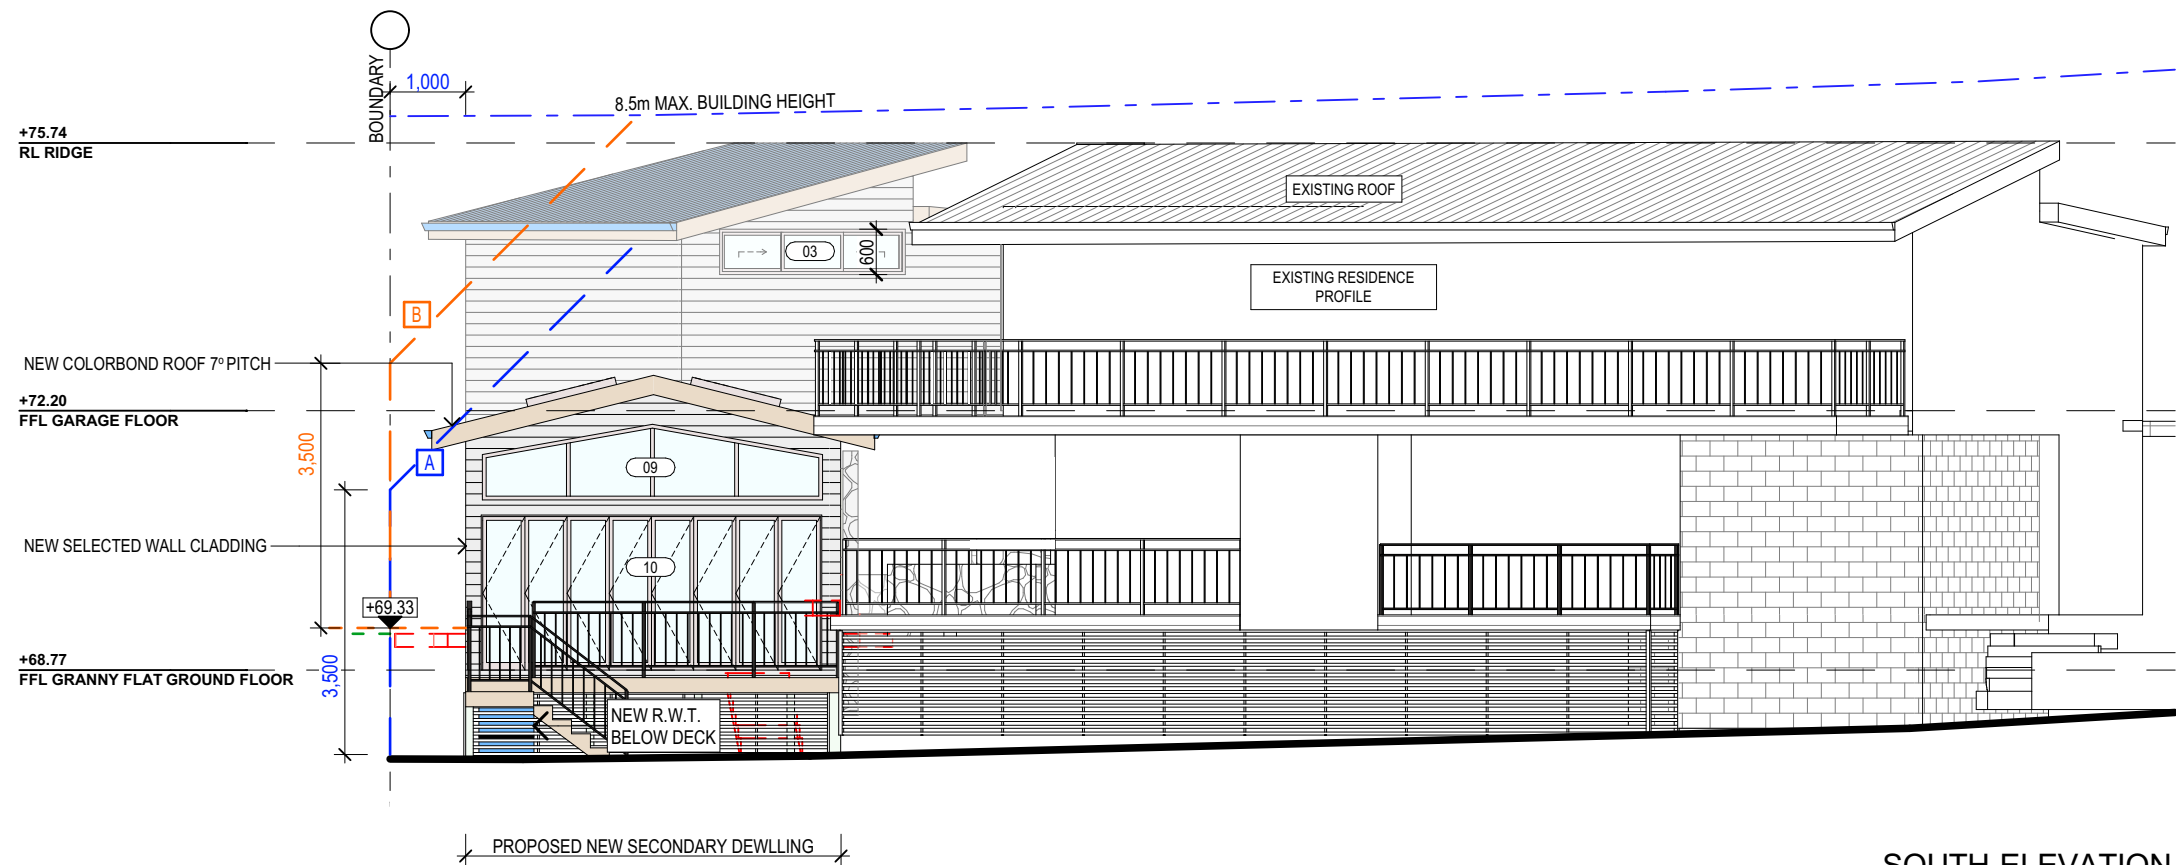 BOUNDARY
1,000
8.5m MAX. BUILDING HEIGHT
+75.74
RL RIDGE
EXISTING ROOF
03
600
EXISTING RESIDENCE
PROFILE
B
NEW COLORBOND ROOF 7º PITCH
+72.20
FFL GARAGE FLOOR
3,500
A
09
NEW SELECTED WALL CLADDING
10
+69.33
+68.77
FFL GRANNY FLAT GROUND FLOOR
3,500
NEW R.W.T.
BELOW DECK
PROPOSED NEW SECONDARY DEWLLING
SOUTH ELEVATION